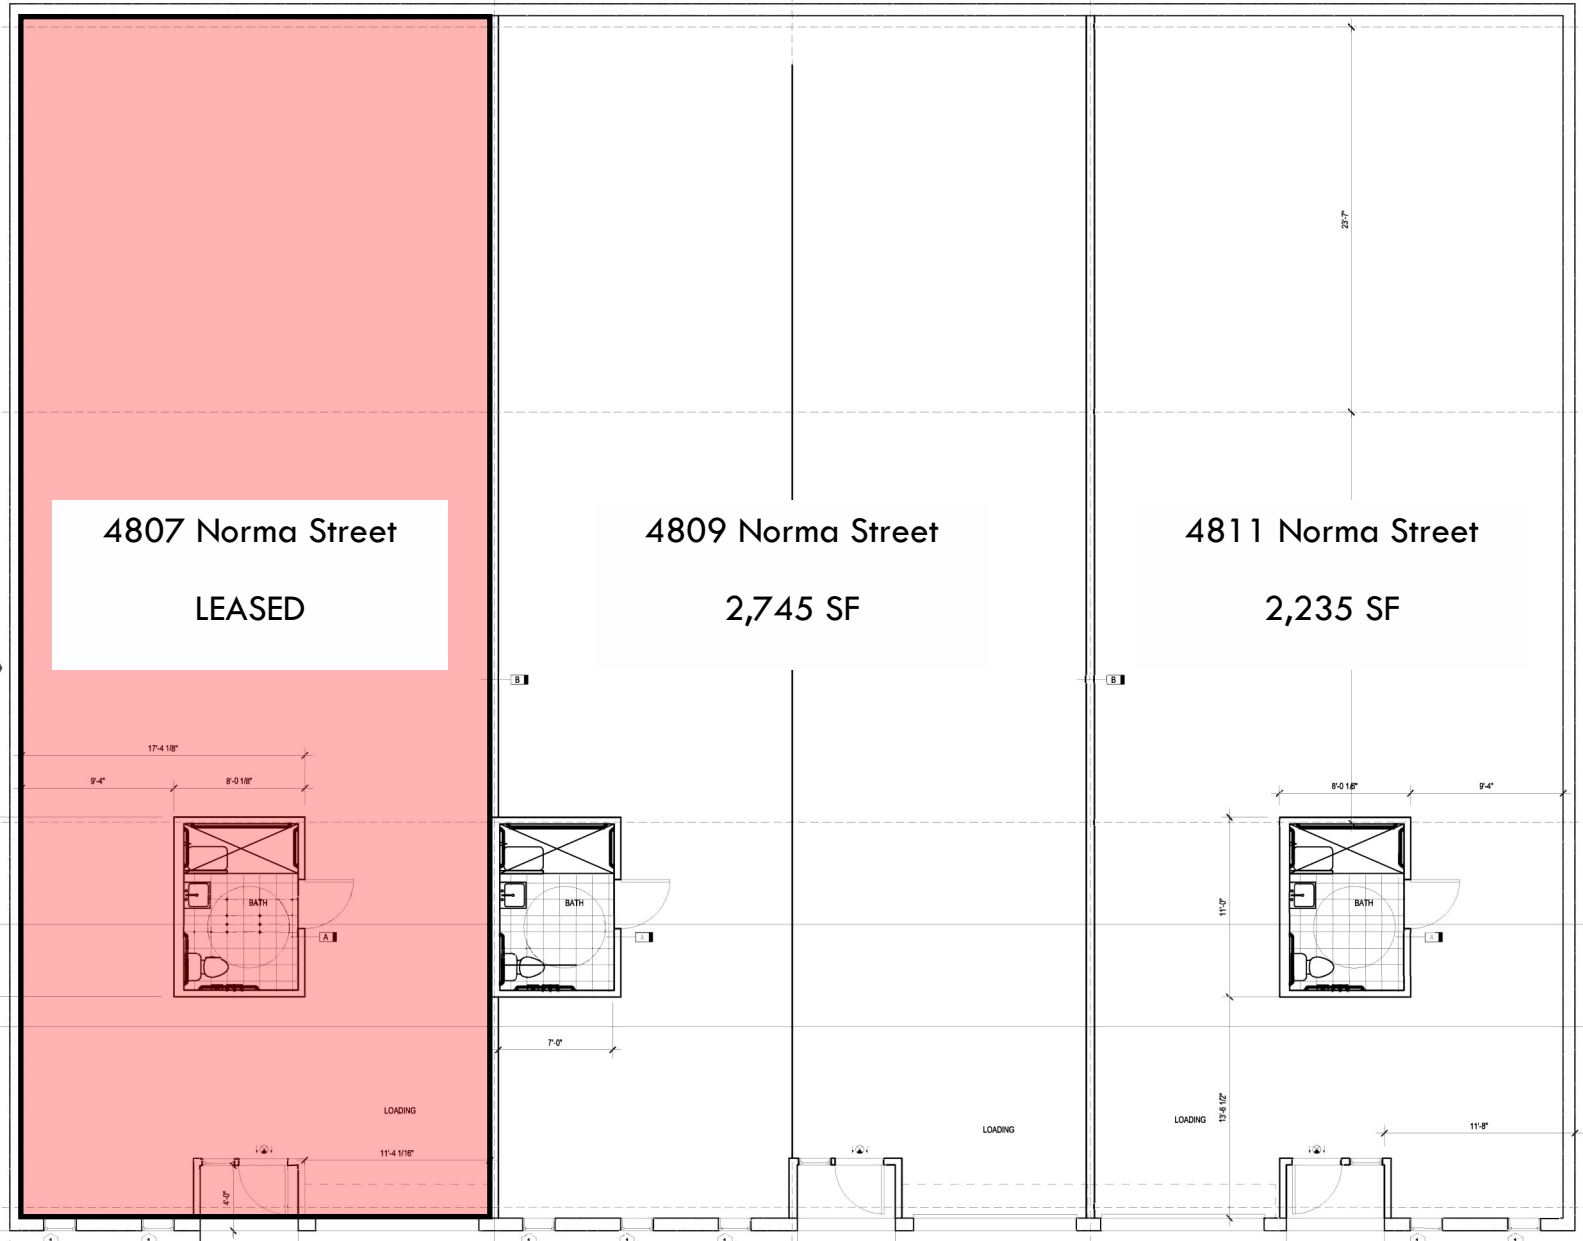 23'-7"
4807 Norma Street
LEASED
4809 Norma Street
2,745 SF
4811 Norma Street
2,235 SF
B
B
17'-4 1/8"
9'-4"
8'-0 1/8"
8'-0 1/8"
9'-4"
BATH
BATH
BATH
11'-0"
A
A
A
7'-0"
LOADING
LOADING
LOADING
13'-6 1/2"
11'-8"
11'-4 1/16"
4'-0"